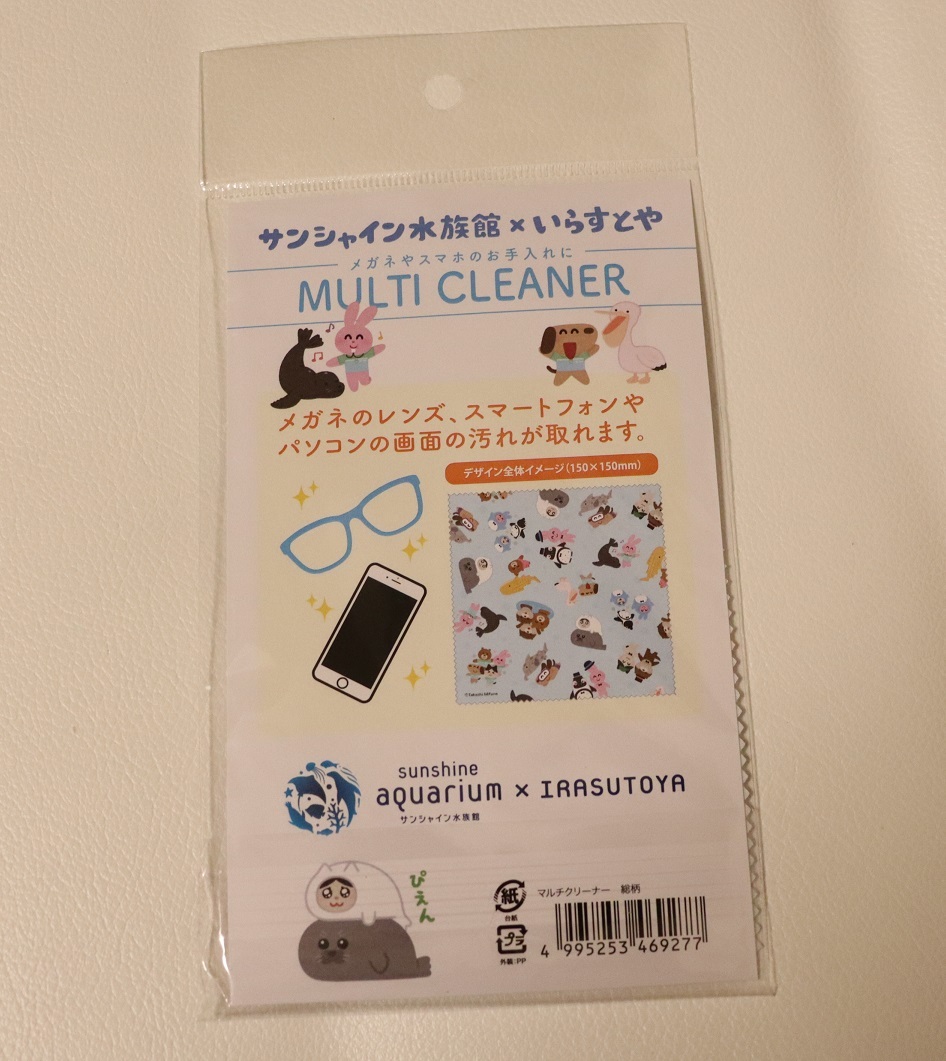 サンシャイン水族館×いらすとや
メガネやスマホのお手入れに
MULTI CLEANER
メガネのレンズ、スマートフォンや
パソコンの画面の汚れが取れます。
デザイン全体イメージ(150×150mm)
©Takashi Mifune
sunshine
aquarium × IRASUTOYA
サンシャイン水族館
ぴえん
紙
台紙
プラ
外装:PP
マルチクリーナー 総柄
4 995253 469277